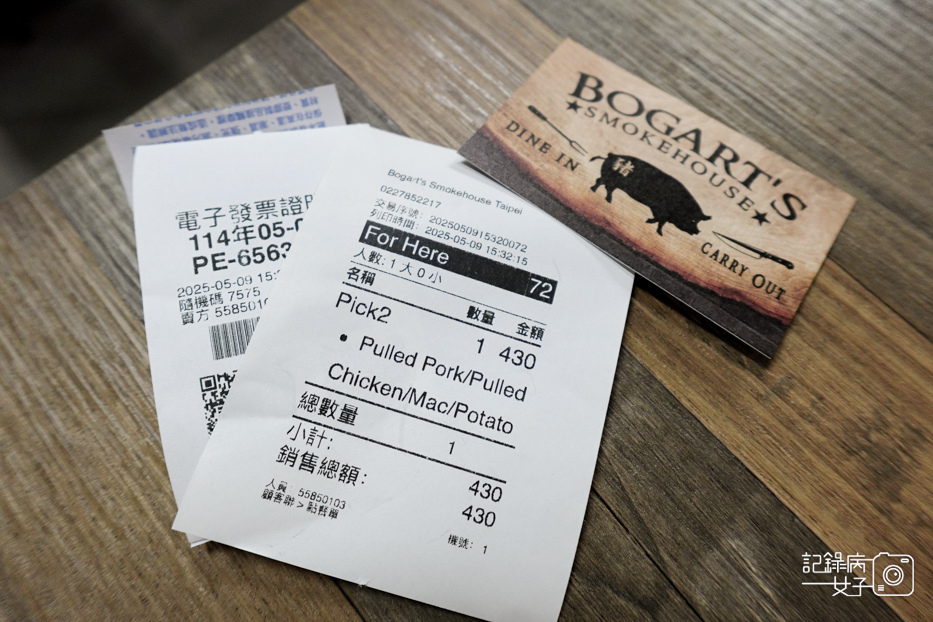 電子發票證
114年05-0
PE-6563
2025-05-09 15:
隨機碼 7575
賣方 5585010
Bogart's Smokehouse Taipei
0227852217
交易序號: 2025050915320072
列印時間: 2025-05-09 15:32:15
For Here 72
人數: 1 大 0 小
名稱 數量 金額
Pick2 1 430
• Pulled Pork/Pulled
Chicken/Mac/Potato
總數量 1
小計: 430
銷售總額: 430
人員 55850103
顧客聯 > 點餐單
機號: 1
BOGART'S
★SMOKEHOUSE★
DINE IN
豬
CARRY OUT
記錄病
女子